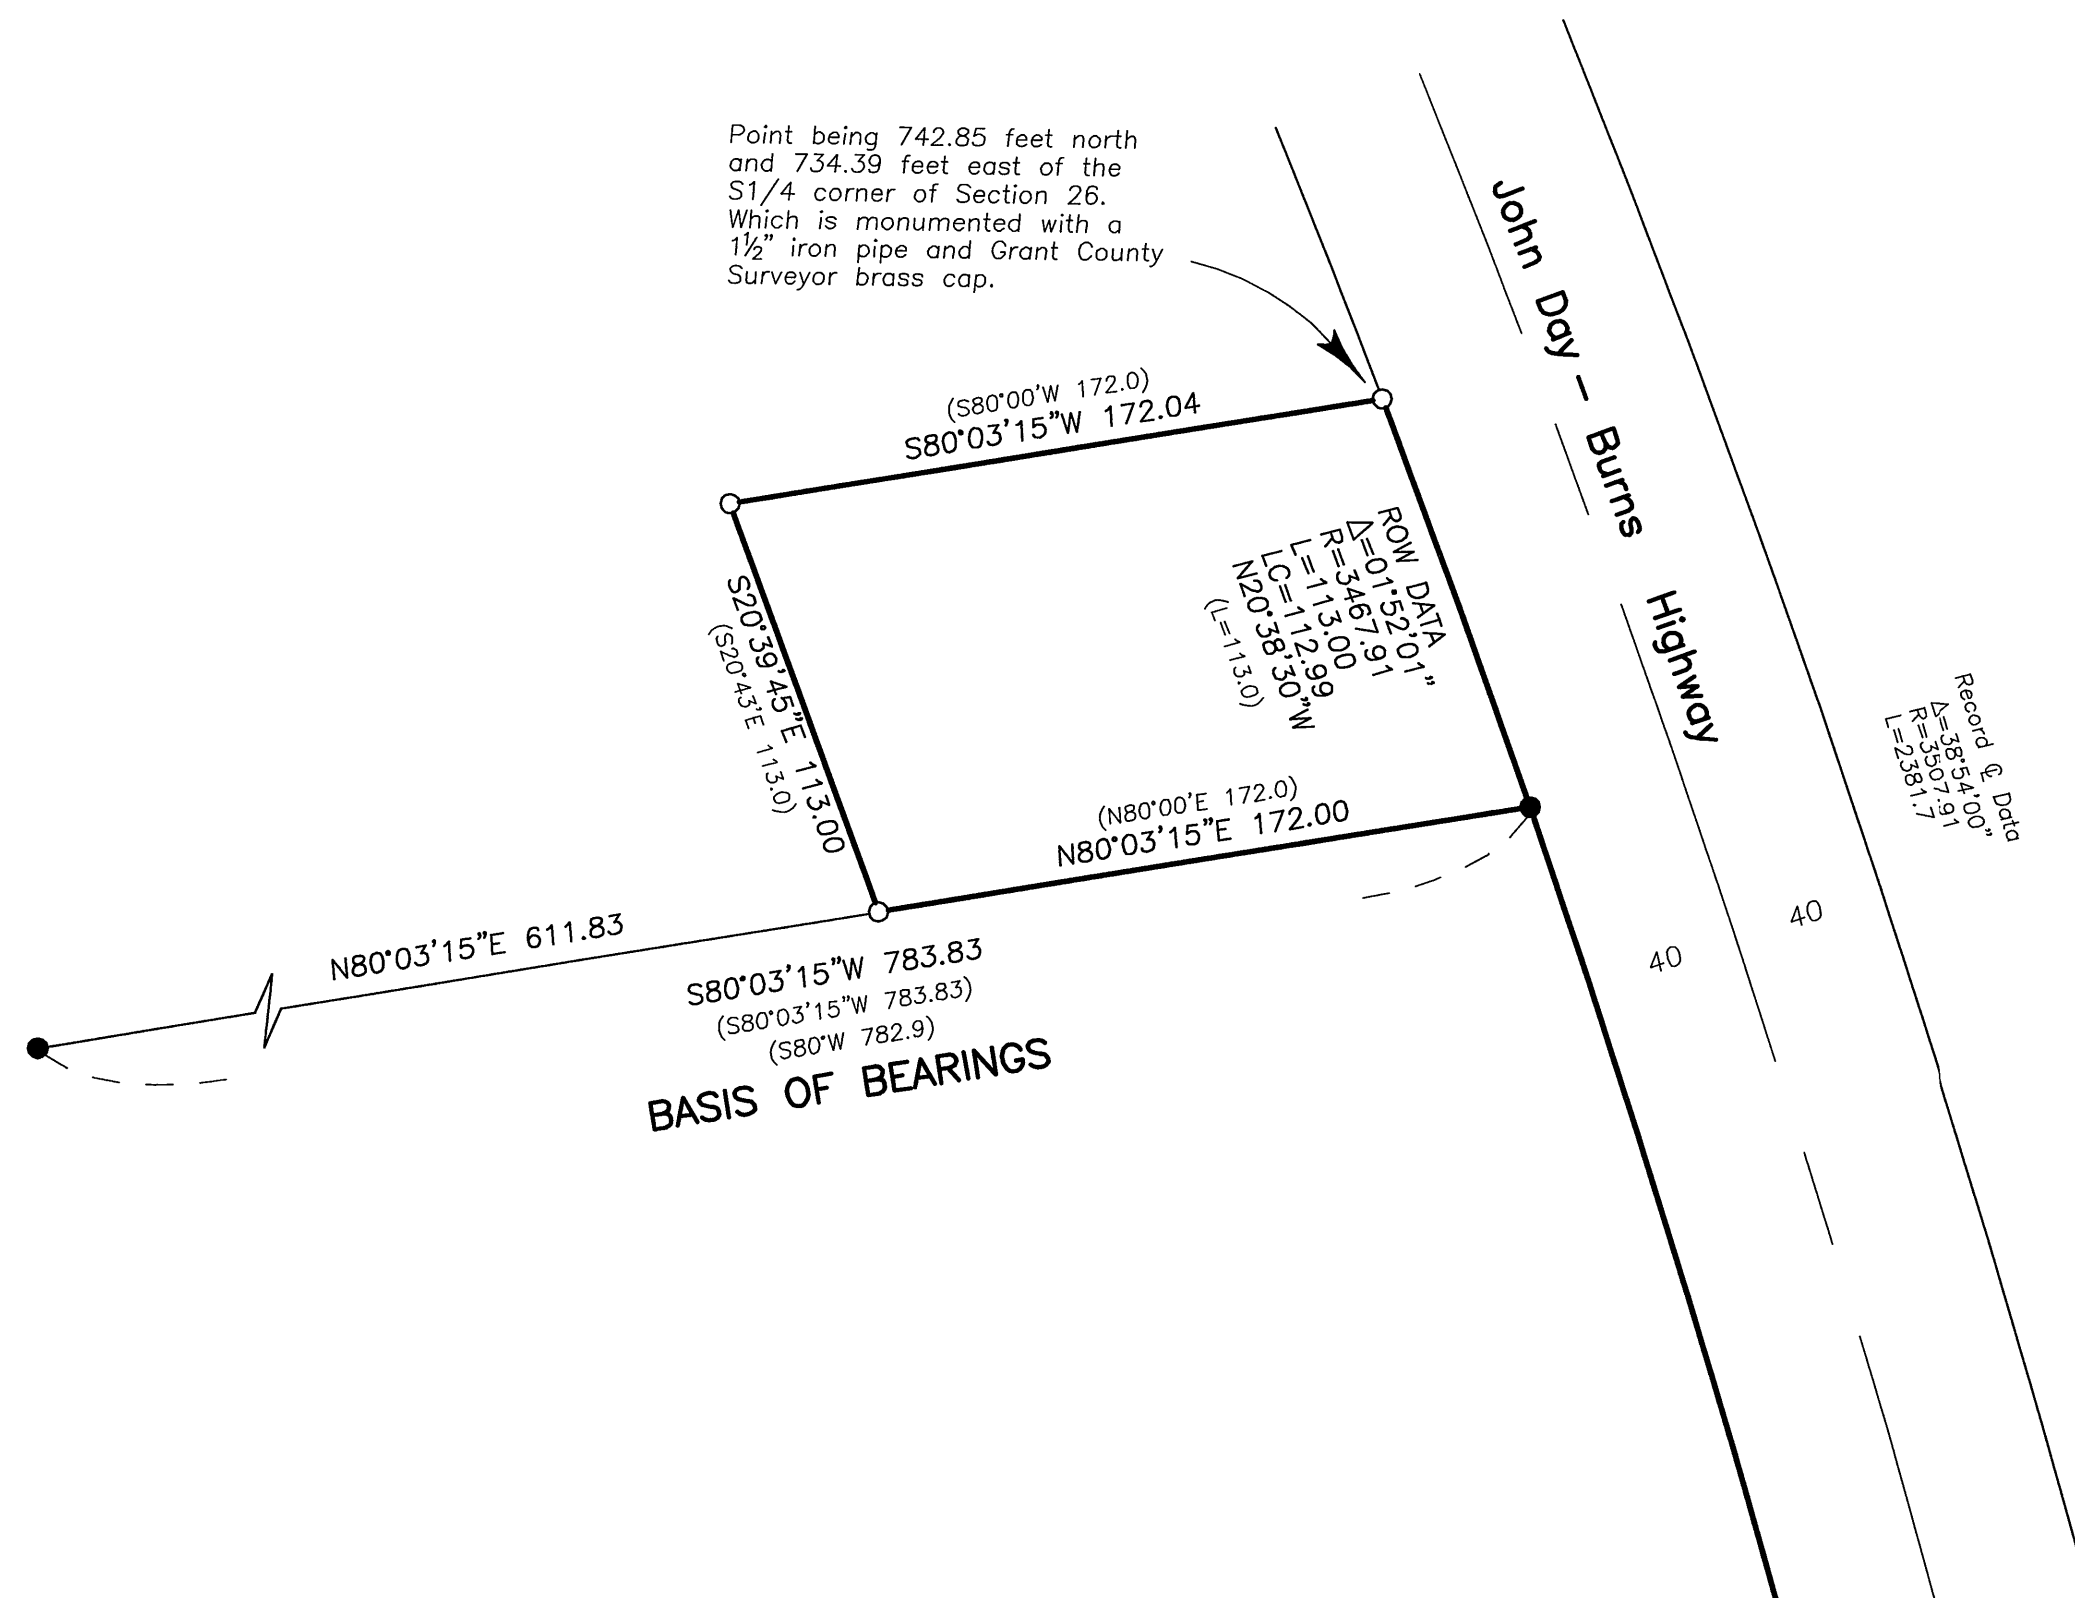 Point being 742.85 feet north
and 734.39 feet east of the
S1/4 corner of Section 26.
Which is monumented with a
1½” iron pipe and Grant County
Surveyor brass cap.
John Day – Burns Highway
(S80°00'W 172.0)
S80°03'15”W 172.04
ROW DATA
Δ=01°52'01”
R=3467.91
L=113.00
LC=112.99
N20°38'30”W
(L=113.0)
S20°39'45”E 113.00
(S20°43'E 113.0)
Record ℄ Data
Δ=38°54'00”
R=3507.91
L=2381.7
(N80°00'E 172.0)
N80°03'15”E 172.00
40
40
N80°03'15”E 611.83
S80°03'15”W 783.83
(S80°03'15”W 783.83)
(S80°W 782.9)
BASIS OF BEARINGS